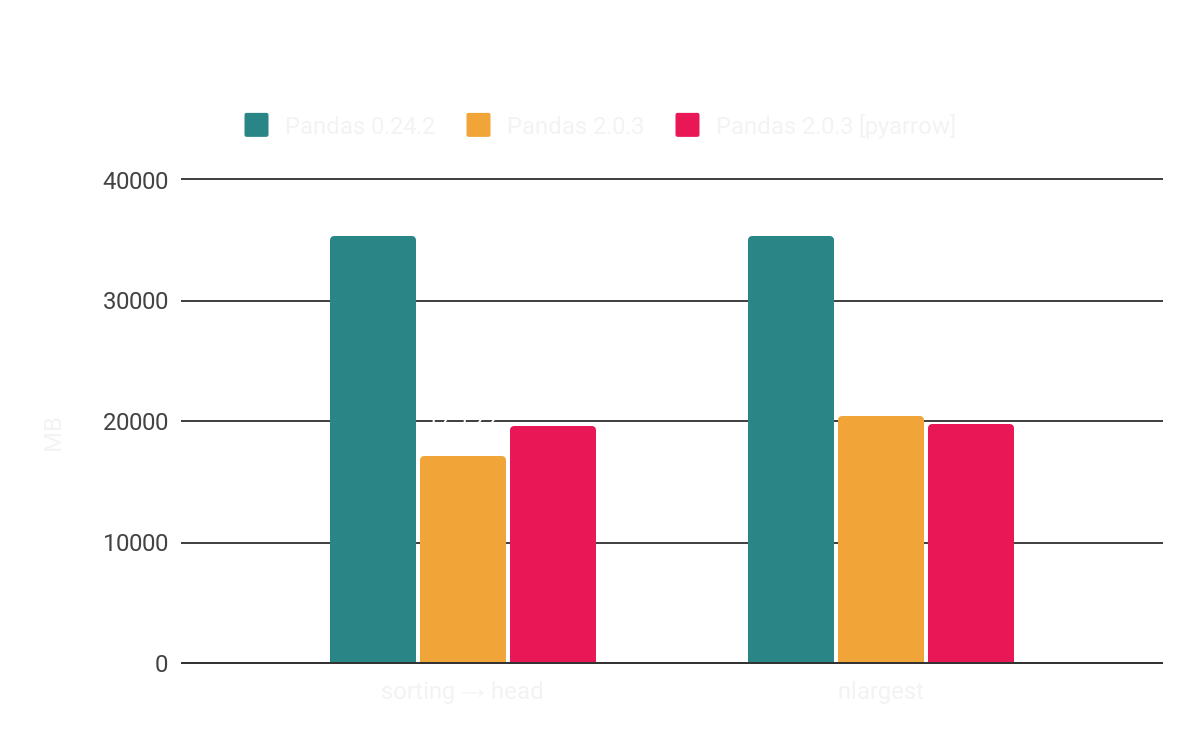 Pandas 0.24.2 Pandas 2.0.3 Pandas 2.0.3 [pyarrow]
40000
30000
20000
10000
0
MB
sorting → head
nlargest